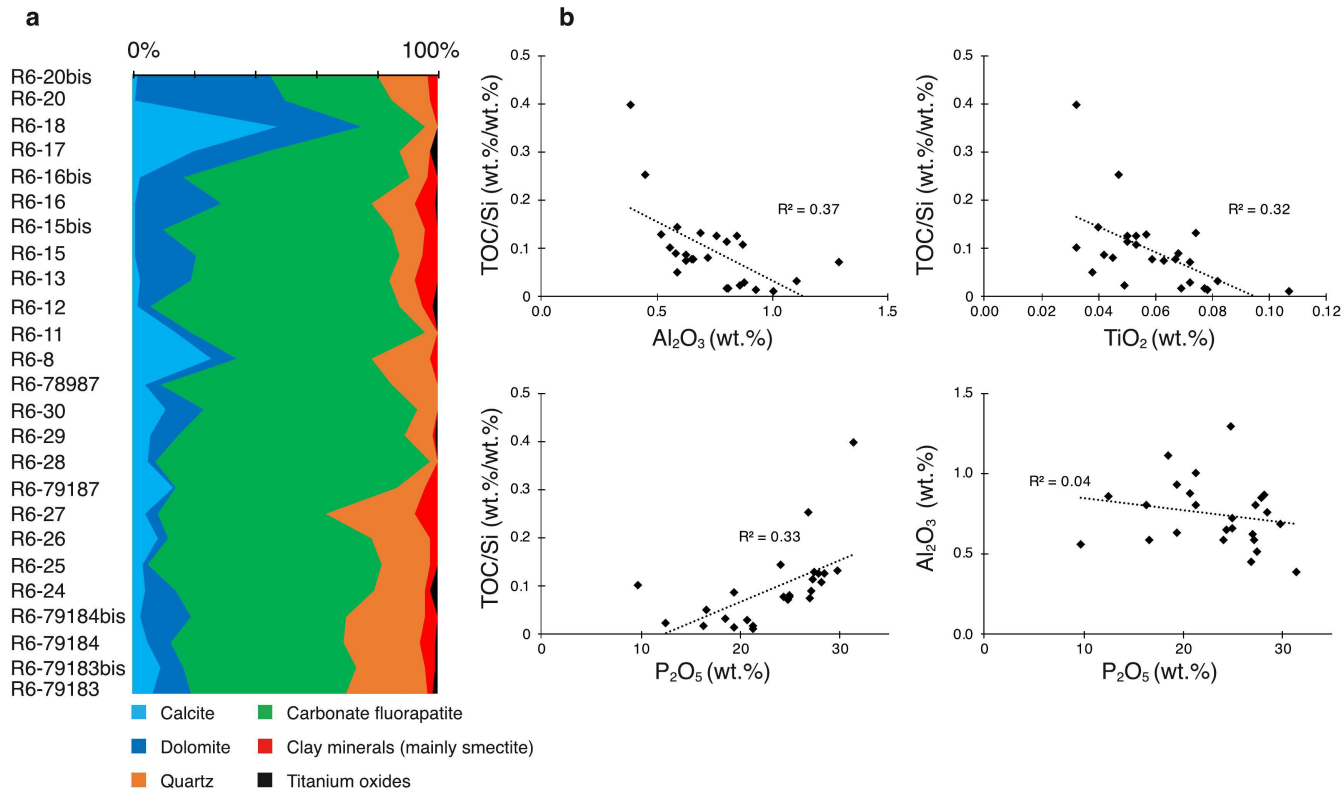 a
0% 100%
R6-20bis
R6-20
R6-18
R6-17
R6-16bis
R6-16
R6-15bis
R6-15
R6-13
R6-12
R6-11
R6-8
R6-78987
R6-30
R6-29
R6-28
R6-79187
R6-27
R6-26
R6-25
R6-24
R6-79184bis
R6-79184
R6-79183bis
R6-79183
Calcite
Dolomite
Quartz
Carbonate fluorapatite
Clay minerals (mainly smectite)
Titanium oxides
b
TOC/Si (wt.%/wt.%)
0.5
0.4
0.3
0.2
0.1
0
R² = 0.37
0.0 0.5 1.0 1.5
Al₂O₃ (wt.%)
TOC/Si (wt.%/wt.%)
0.5
0.4
0.3
0.2
0.1
0
R² = 0.32
0.00 0.02 0.04 0.06 0.08 0.10 0.12
TiO₂ (wt.%)
TOC/Si (wt.%/wt.%)
0.5
0.4
0.3
0.2
0.1
0
R² = 0.33
0 10 20 30
P₂O₅ (wt.%)
Al₂O₃ (wt.%)
1.5
1.0
0.5
0.0
R² = 0.04
0 10 20 30
P₂O₅ (wt.%)